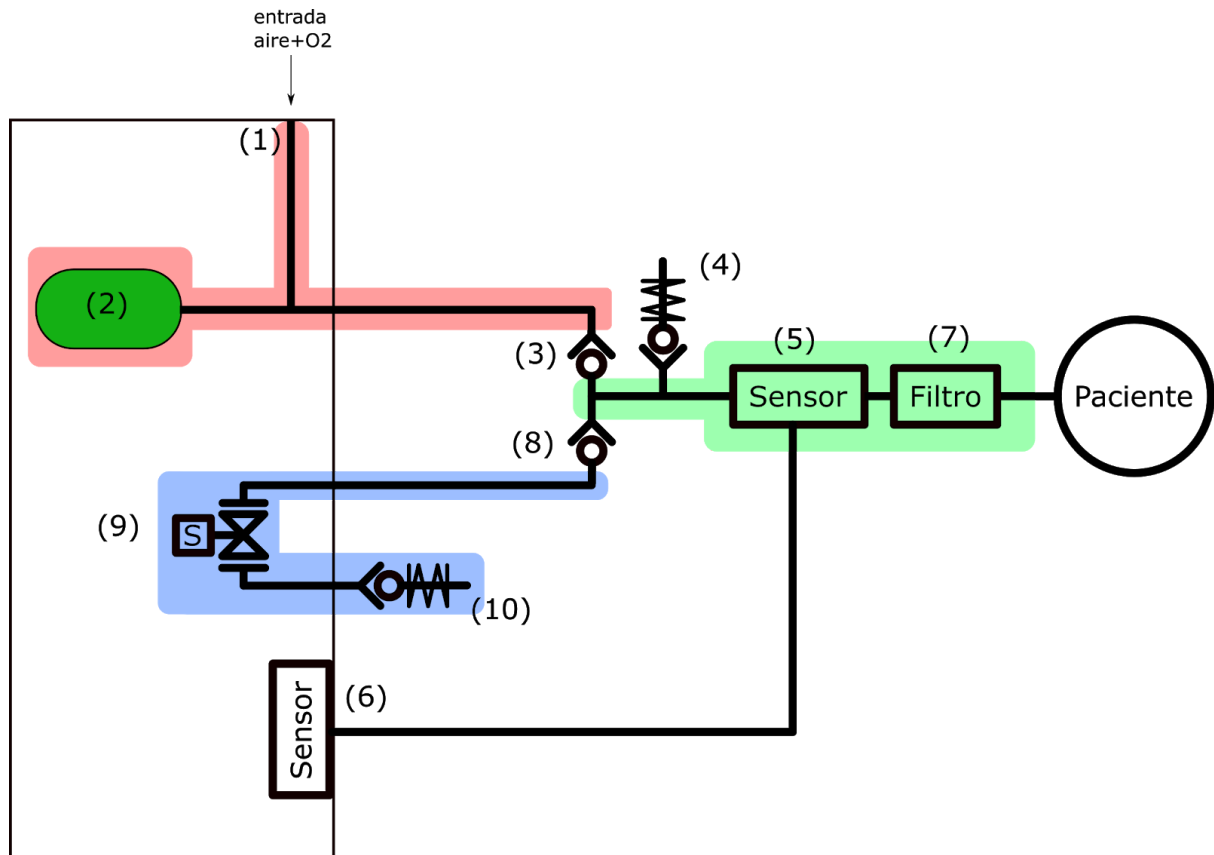 entrada
aire+O2
(1)
(2)
(3)
(4)
(5)
(7)
Sensor
Filtro
Paciente
(8)
(9)
S
(10)
(6)
Sensor